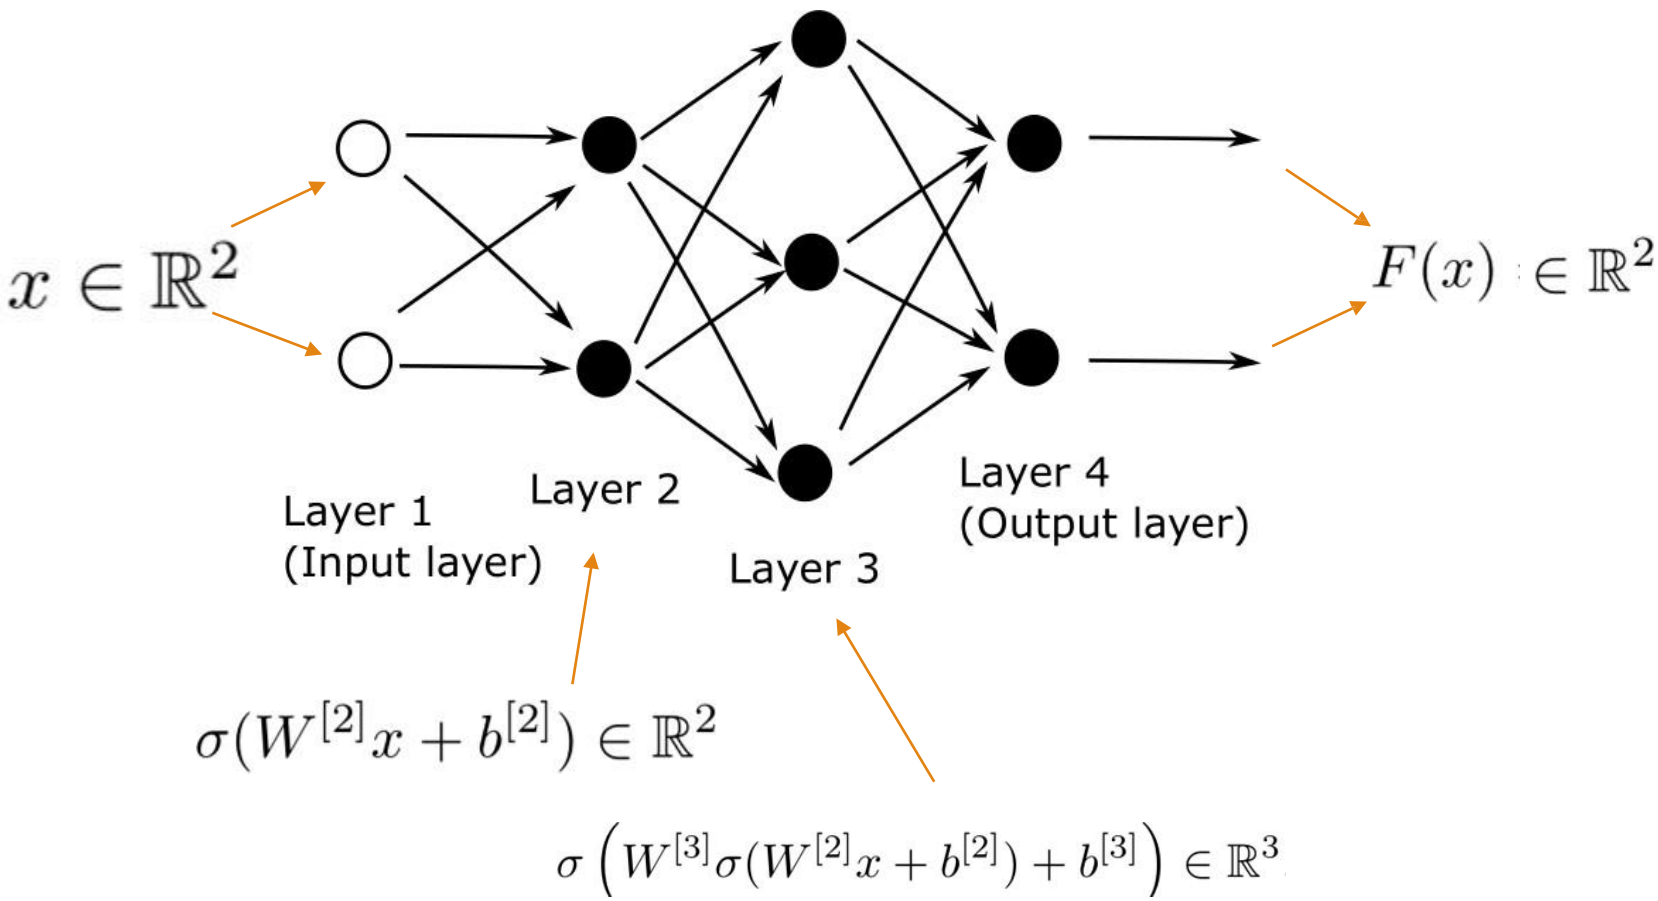 x ∈ ℝ²
F(x) ∈ ℝ²
Layer 1
(Input layer)
Layer 2
Layer 3
Layer 4
(Output layer)
σ(W^[2]x + b^[2]) ∈ ℝ²
σ(W^[3]σ(W^[2]x + b^[2]) + b^[3]) ∈ ℝ³